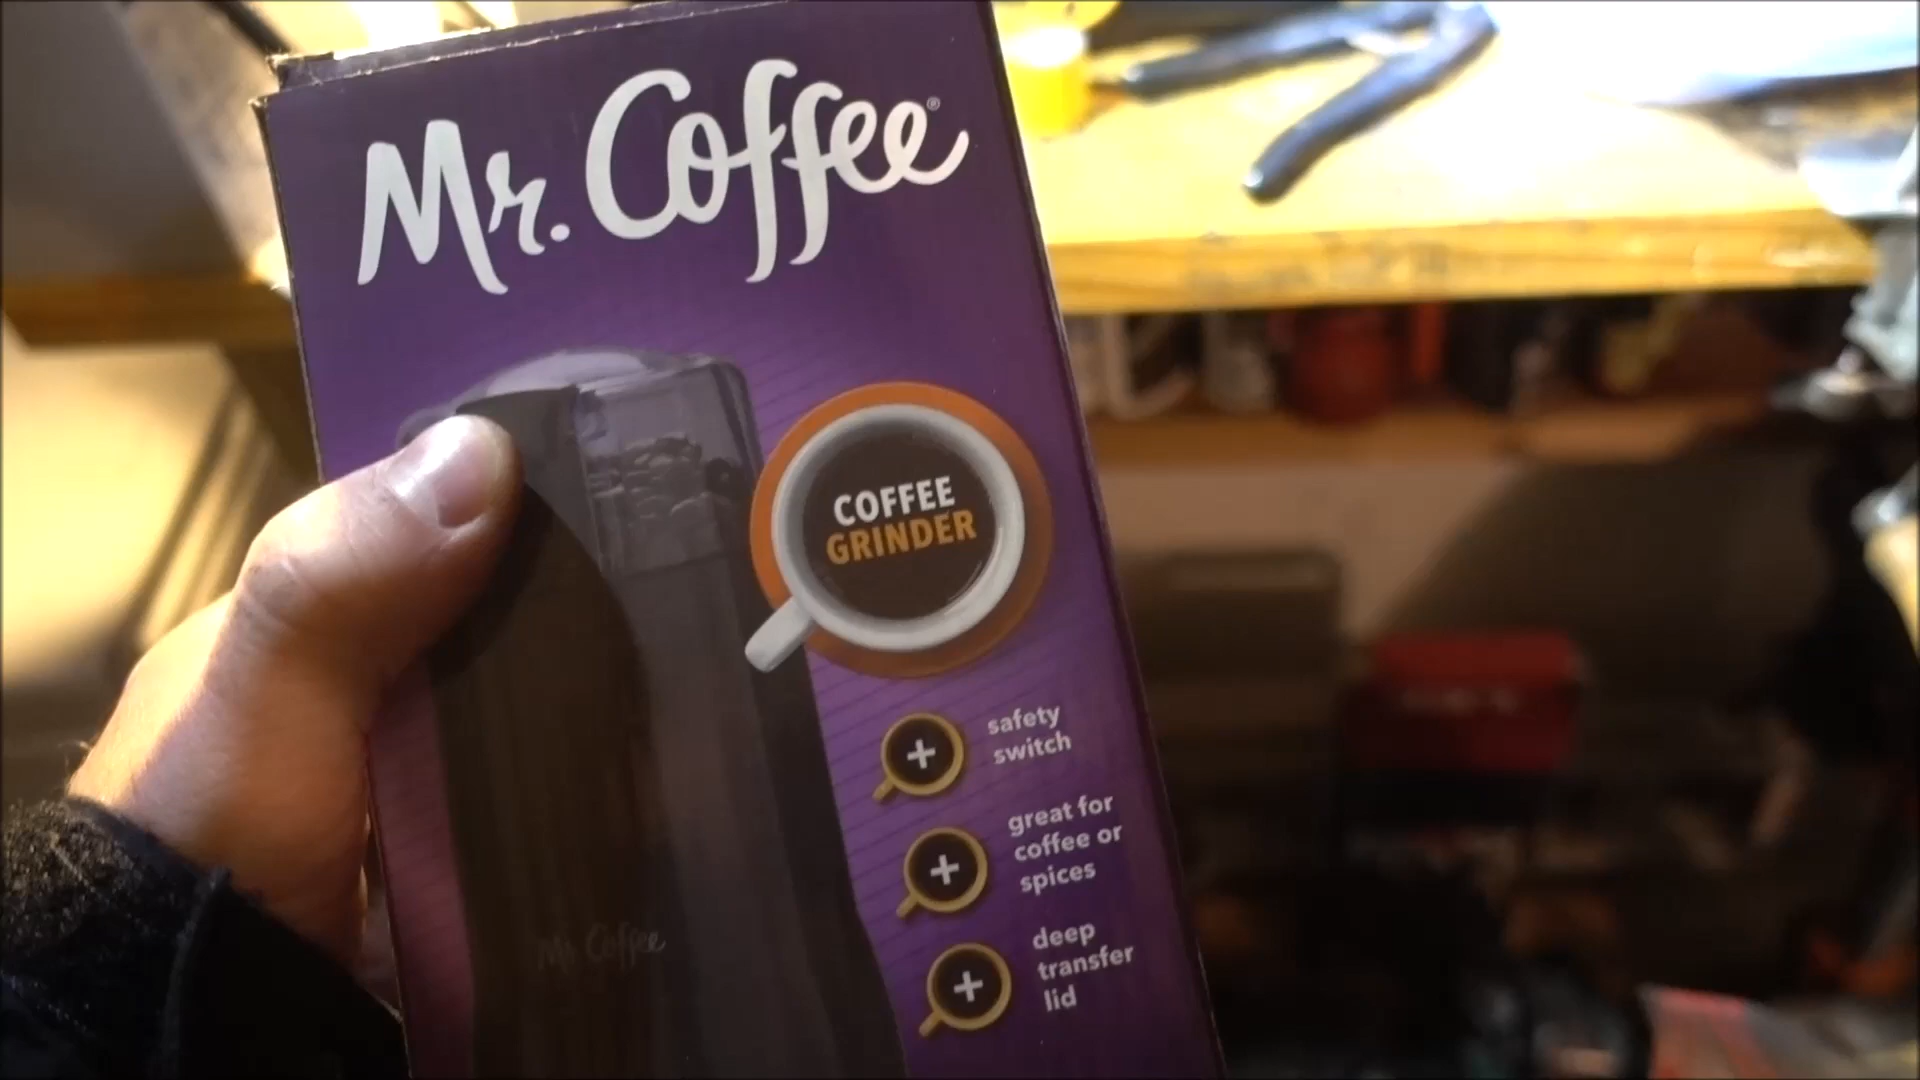 Mr. Coffee®
COFFEE
GRINDER
safety
switch
great for
coffee or
spices
deep
transfer
lid
Mr. Coffee